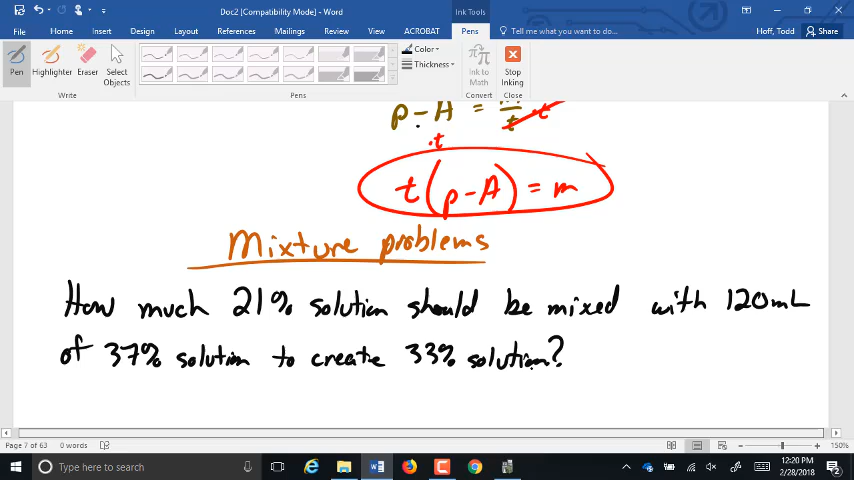 Doc2 [Compatibility Mode] - Word
Ink Tools
Hoff, Todd
File Home Insert Design Layout References Mailings Review View ACROBAT Pens Tell me what you want to do... Share
Pen Highlighter Eraser Select Objects
Color
Thickness
Ink to Math
Stop Inking
Write Pens Convert Close
p - A = m/t · t
· t
t(p - A) = m
Mixture problems
How much 21% solution should be mixed with 120mL
of 37% solution to create 33% solution?
Page 7 of 63 0 words 150%
Type here to search
12:20 PM
2/28/2018
2